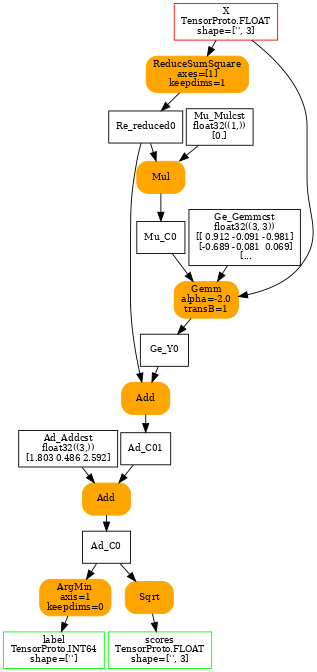 X
TensorProto.FLOAT
shape=['', 3]
ReduceSumSquare
axes=[1]
keepdims=1
Re_reduced0
Mu_Mulcst
float32((1,))
[0.]
Mul
Mu_C0
Ge_Gemmcst
float32((3, 3))
[[ 0.912 -0.091 -0.981]
[-0.689 -0.081  0.069]
[...
Gemm
alpha=-2.0
transB=1
Ge_Y0
Add
Ad_Addcst
float32((3,))
[1.803 0.486 2.592]
Ad_C01
Add
Ad_C0
ArgMin
axis=1
keepdims=0
Sqrt
label
TensorProto.INT64
shape=['']
scores
TensorProto.FLOAT
shape=['', 3]